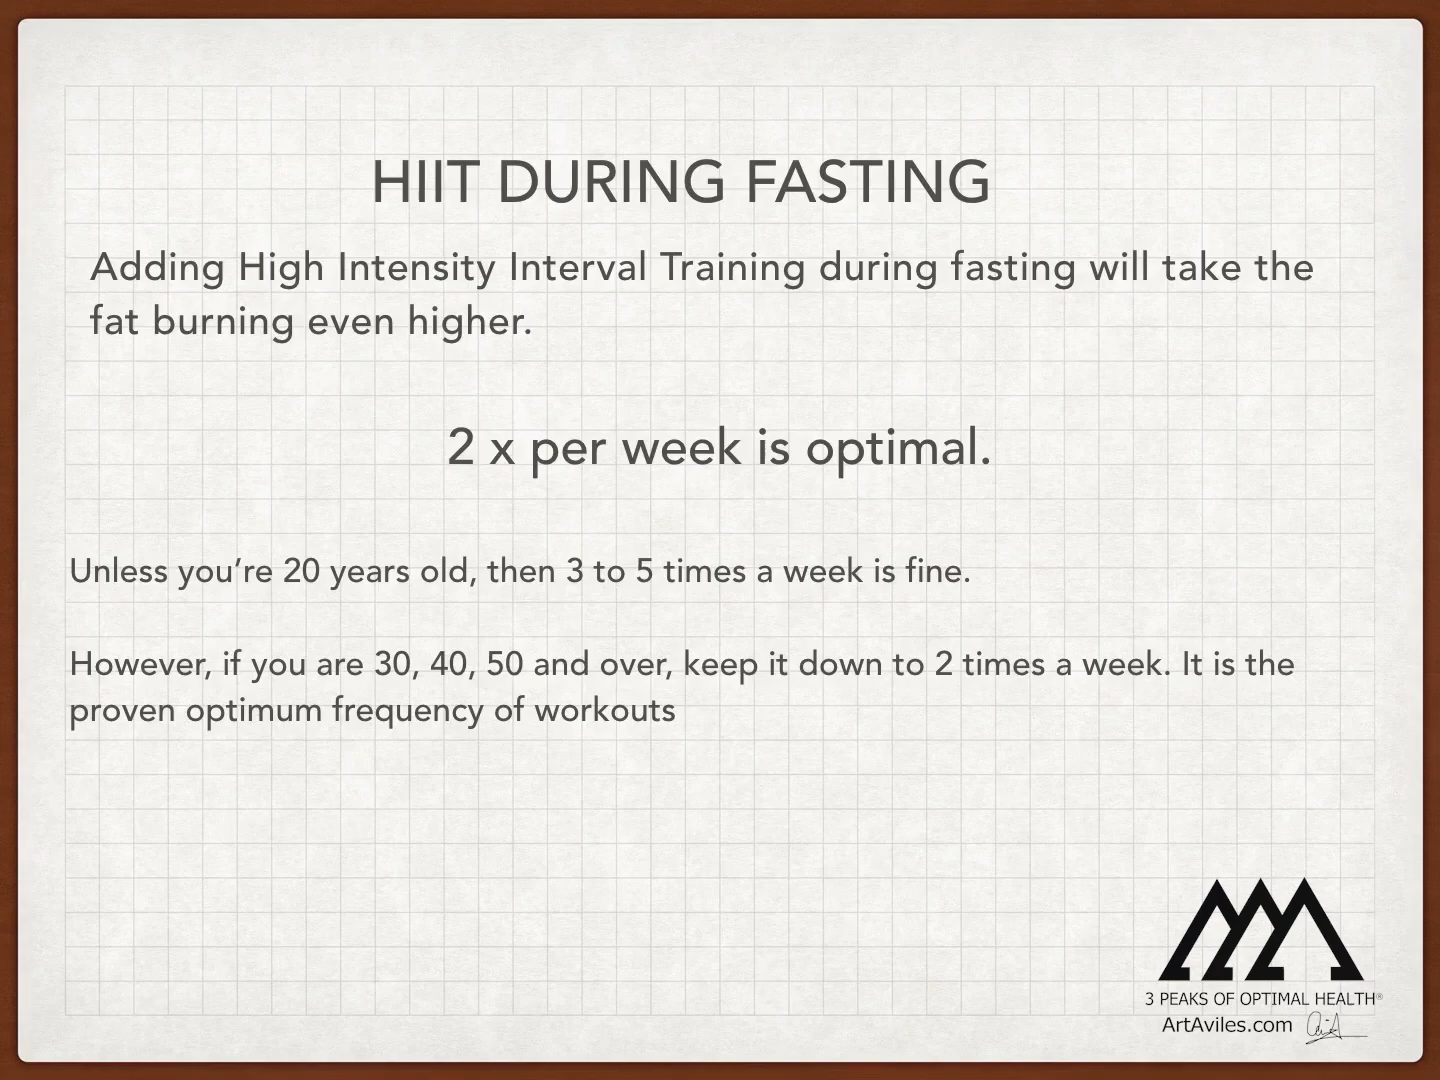 HIIT DURING FASTING
Adding High Intensity Interval Training during fasting will take the
fat burning even higher.
2 x per week is optimal.
Unless you’re 20 years old, then 3 to 5 times a week is fine.
However, if you are 30, 40, 50 and over, keep it down to 2 times a week. It is the
proven optimum frequency of workouts
3 PEAKS OF OPTIMAL HEALTH®
ArtAviles.com